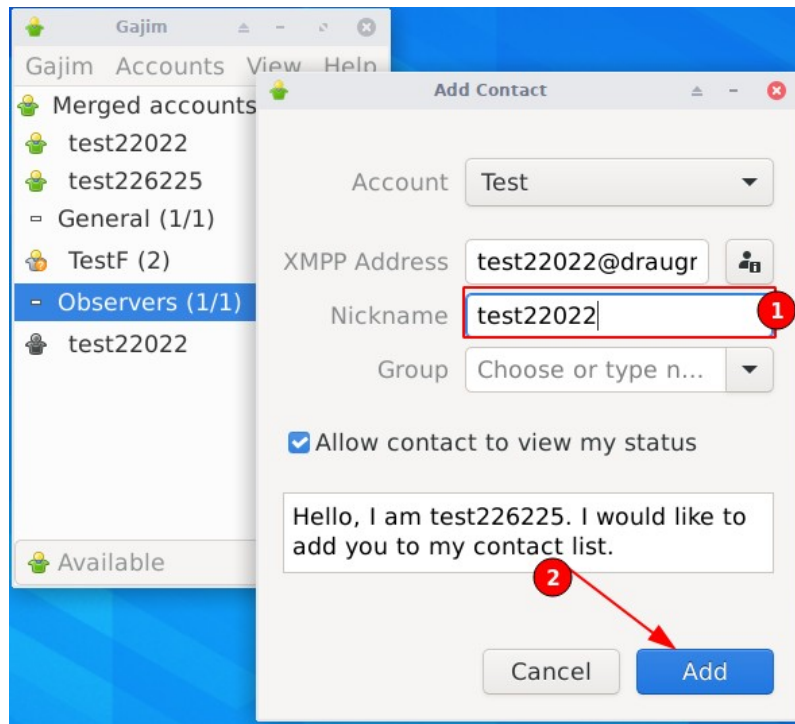 Gajim
Gajim Accounts View Help
Merged accounts
test22022
test226225
General (1/1)
TestF (2)
Observers (1/1)
test22022
Available
Add Contact
Account Test
XMPP Address test22022@draugr
Nickname test22022
1
Group Choose or type n...
Allow contact to view my status
Hello, I am test226225. I would like to
add you to my contact list.
2
Cancel Add